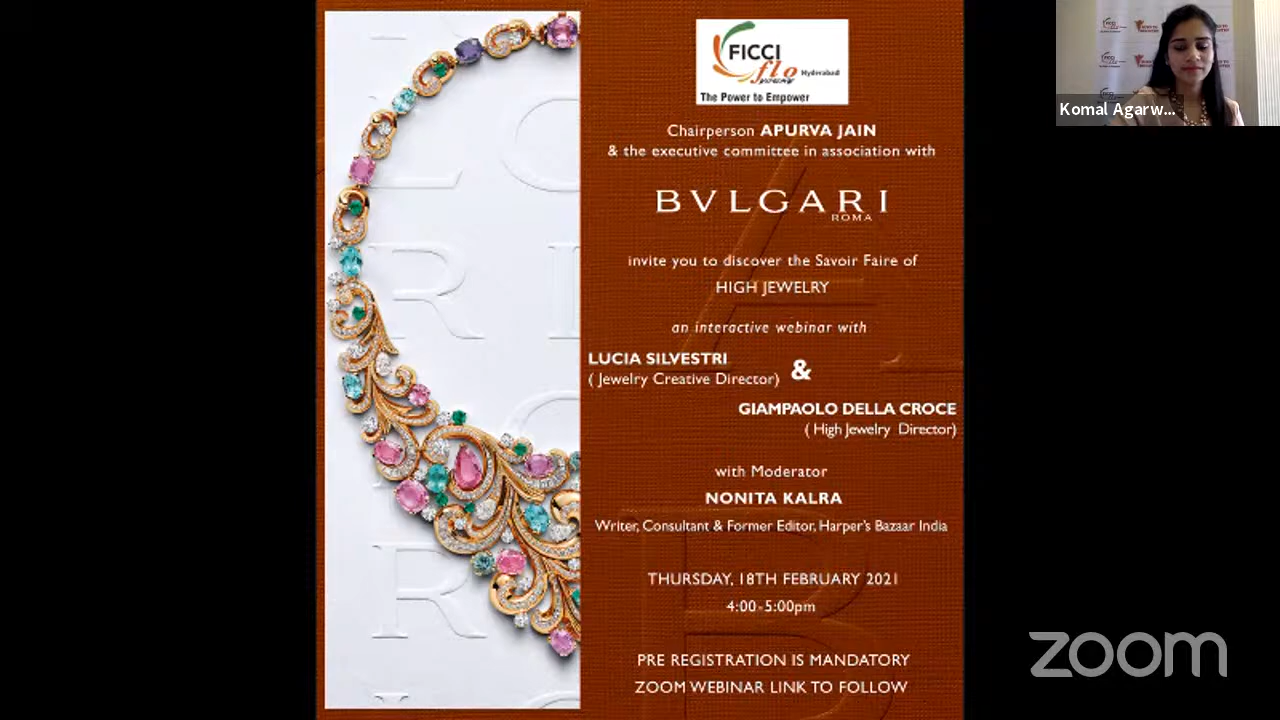 FICCI
flo
Hyderabad
The Power to Empower
Chairperson APURVA JAIN
& the executive committee in association with
BVLGARI
ROMA
invite you to discover the Savoir Faire of
HIGH JEWELRY
an interactive webinar with
LUCIA SILVESTRI
( Jewelry Creative Director)
&
GIAMPAOLO DELLA CROCE
( High Jewelry Director)
with Moderator
NONITA KALRA
Writer, Consultant & Former Editor, Harper's Bazaar India
THURSDAY, 18TH FEBRUARY 2021
4:00-5:00pm
PRE REGISTRATION IS MANDATORY
ZOOM WEBINAR LINK TO FOLLOW
Komal Agarw...
zoom